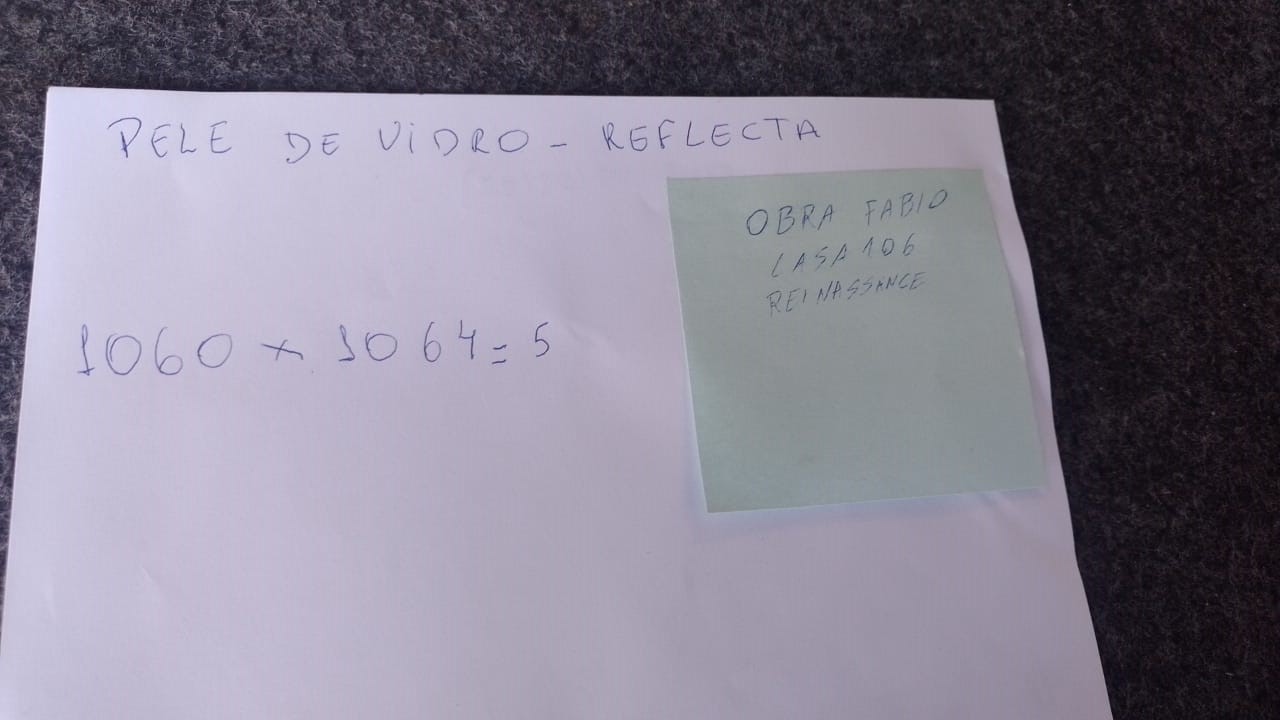 PELE DE VIDRO - REFLECTA
OBRA FABIO
CASA 106
REINASSANCE
1060 x 1064 = 5